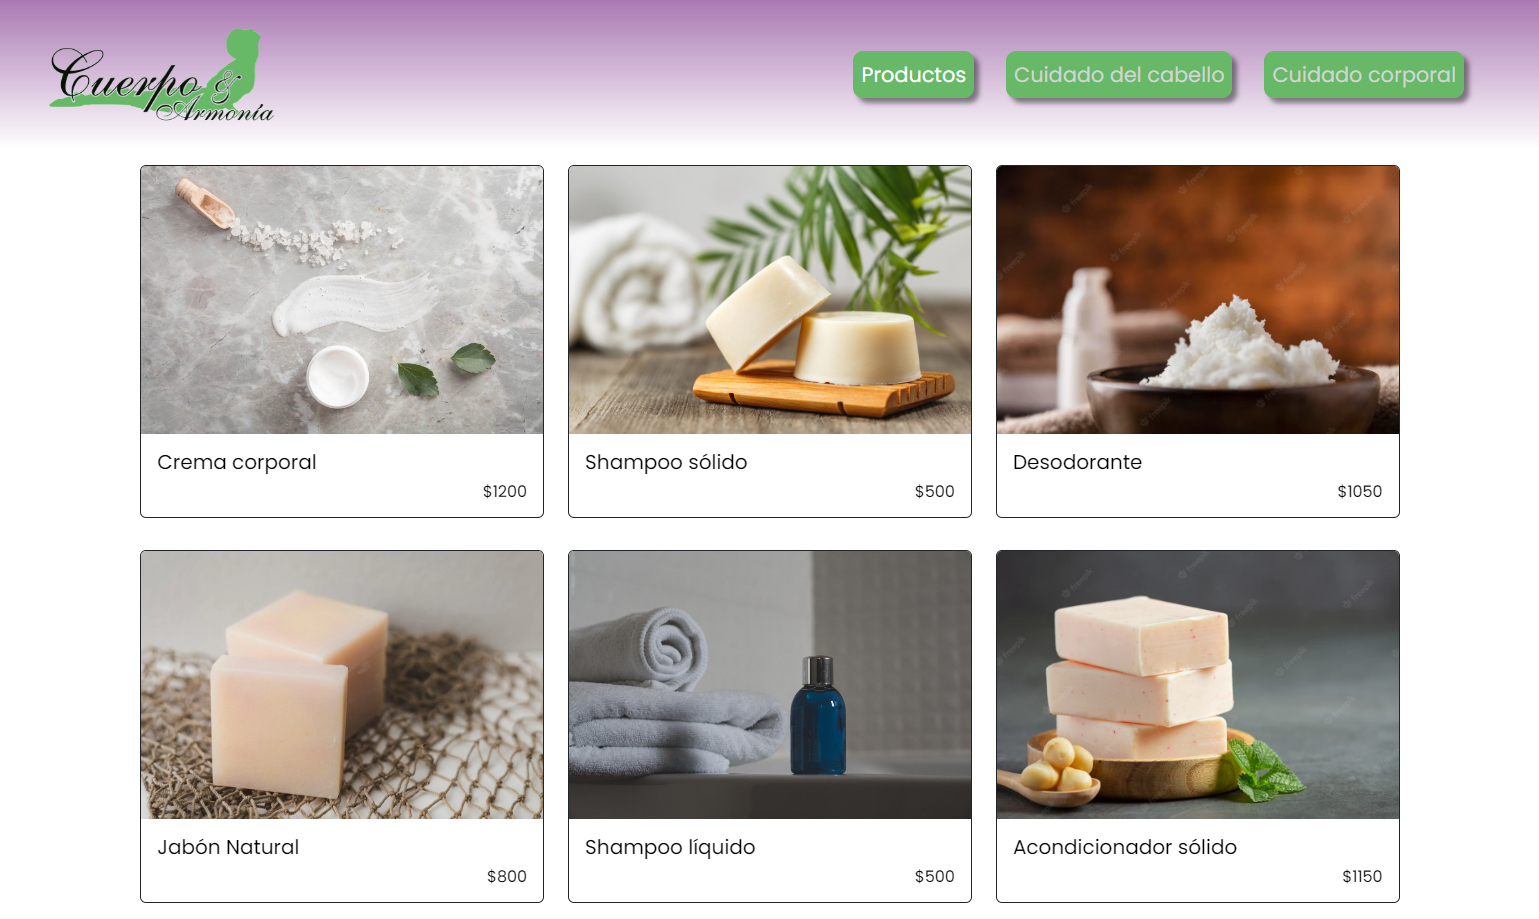 Cuerpo &
Armonía
Productos
Cuidado del cabello
Cuidado corporal
Crema corporal
$1200
Shampoo sólido
$500
Desodorante
$1050
Jabón Natural
$800
Shampoo líquido
$500
Acondicionador sólido
$1150